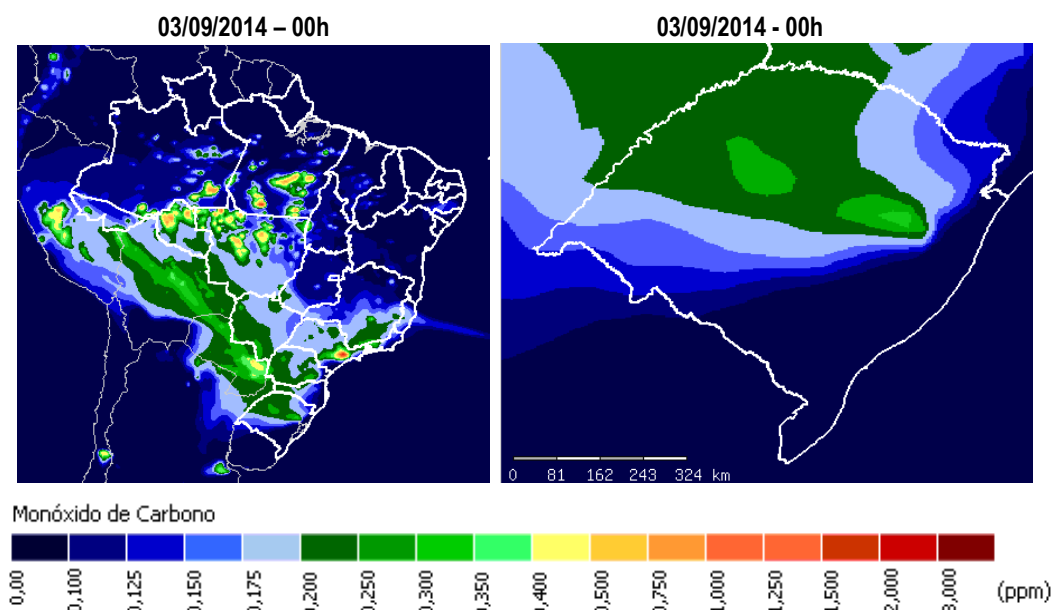 03/09/2014 – 00h
03/09/2014 - 00h
0 81 162 243 324 km
Monóxido de Carbono
0,00 0,100 0,125 0,150 0,175 0,200 0,250 0,300 0,350 0,400 0,500 0,750 1,000 1,250 1,500 2,000 3,000 (ppm)